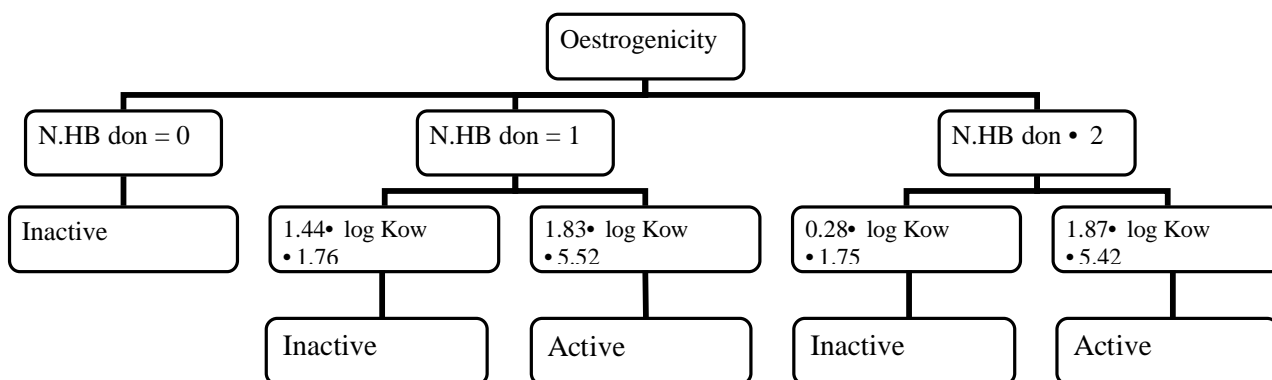 Oestrogenicity
N.HB don = 0
N.HB don = 1
N.HB don • 2
Inactive
1.44• log Kow
• 1.76
1.83• log Kow
• 5.52
0.28• log Kow
• 1.75
1.87• log Kow
• 5.42
Inactive
Active
Inactive
Active